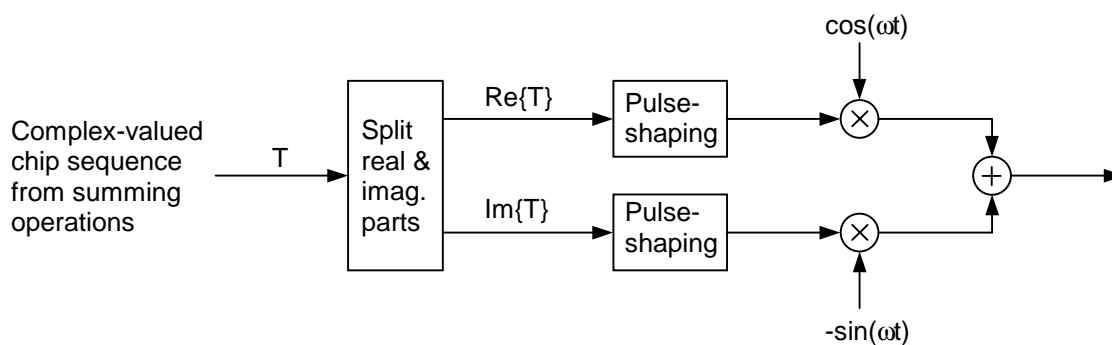 cos(ωt)
Complex-valued
chip sequence
from summing
operations
T
Split
real &
imag.
parts
Re{T}
Pulse-
shaping
Im{T}
Pulse-
shaping
-sin(ωt)